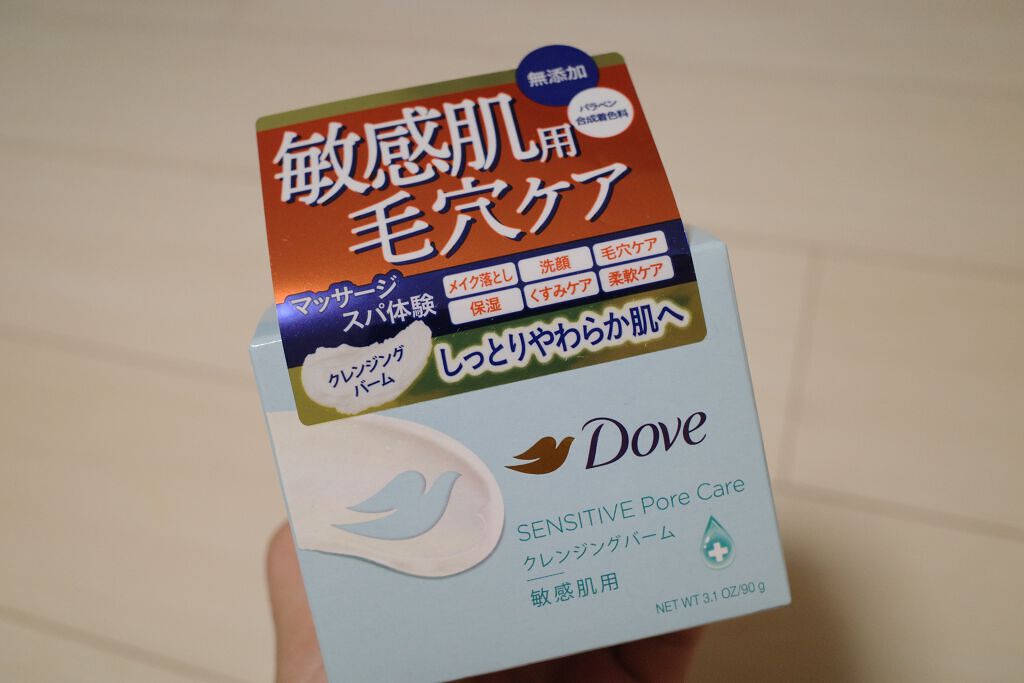 無添加
パラベン
合成着色料
敏感肌用
毛穴ケア
マッサージ
スパ体験
メイク落とし 洗顔 毛穴ケア
保湿 くすみケア 柔軟ケア
クレンジング
バーム
しっとりやわらか肌へ
Dove
SENSITIVE Pore Care
クレンジングバーム
敏感肌用
NET WT 3.1 OZ/90 g